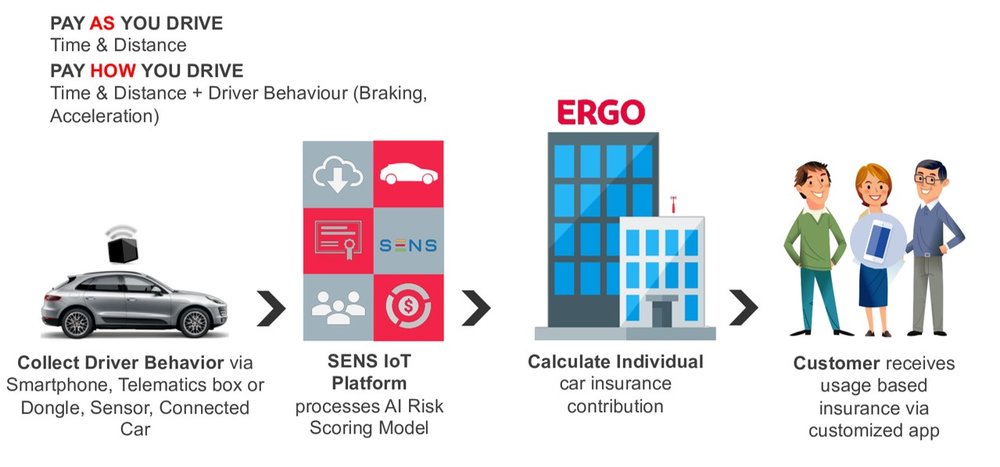 PAY AS YOU DRIVE
Time & Distance
PAY HOW YOU DRIVE
Time & Distance + Driver Behaviour (Braking,
Acceleration)
ERGO
SENS
Collect Driver Behavior via
Smartphone, Telematics box or
Dongle, Sensor, Connected
Car
SENS IoT
Platform
processes AI Risk
Scoring Model
Calculate Individual
car insurance
contribution
Customer receives
usage based
insurance via
customized app